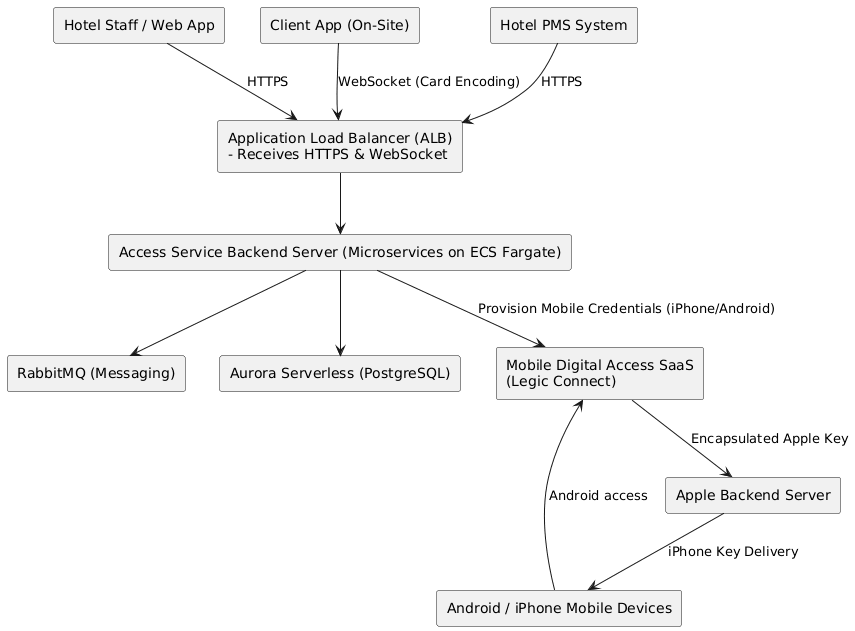 Hotel Staff / Web App
Client App (On-Site)
Hotel PMS System
HTTPS
WebSocket (Card Encoding)
HTTPS
Application Load Balancer (ALB)
- Receives HTTPS & WebSocket
Access Service Backend Server (Microservices on ECS Fargate)
Provision Mobile Credentials (iPhone/Android)
RabbitMQ (Messaging)
Aurora Serverless (PostgreSQL)
Mobile Digital Access SaaS
(Legic Connect)
Encapsulated Apple Key
Android access
Apple Backend Server
iPhone Key Delivery
Android / iPhone Mobile Devices